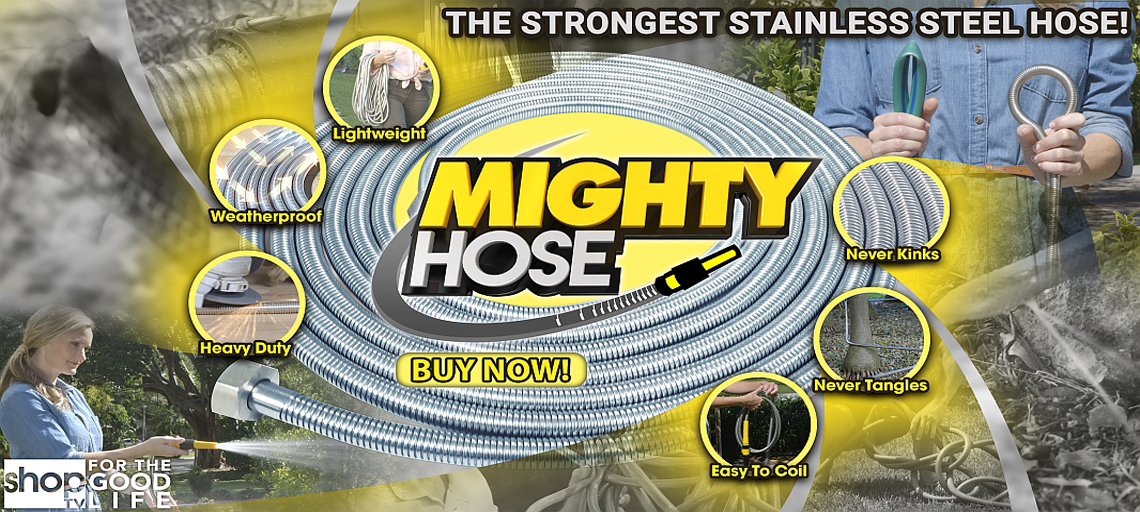 THE STRONGEST STAINLESS STEEL HOSE!
Lightweight
Weatherproof
Heavy Duty
MIGHTY
HOSE
BUY NOW!
Never Kinks
Never Tangles
Easy To Coil
shop
TV
FOR THE
GOOD
LIFE